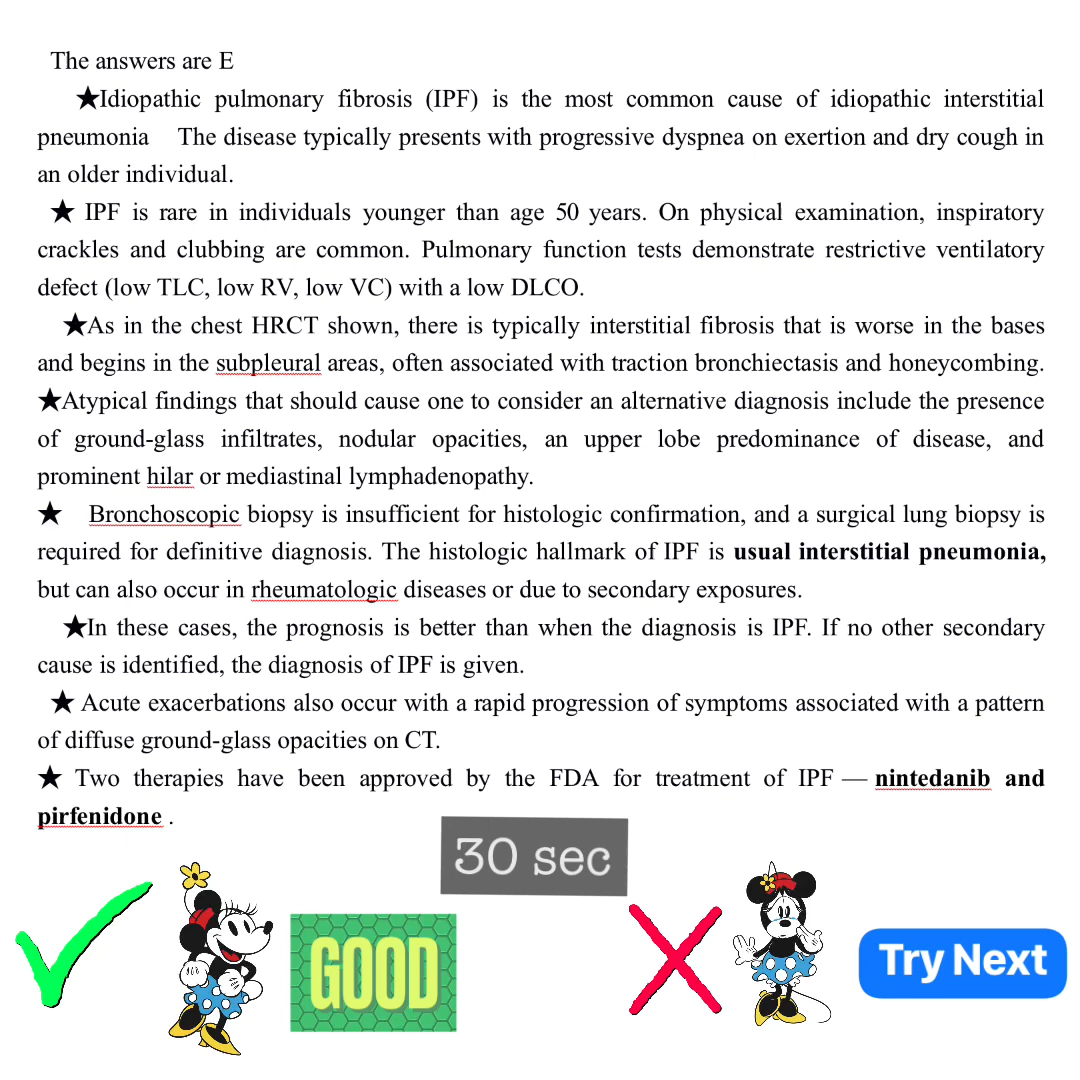 The answers are E
★Idiopathic pulmonary fibrosis (IPF) is the most common cause of idiopathic interstitial
pneumonia The disease typically presents with progressive dyspnea on exertion and dry cough in
an older individual.
★ IPF is rare in individuals younger than age 50 years. On physical examination, inspiratory
crackles and clubbing are common. Pulmonary function tests demonstrate restrictive ventilatory
defect (low TLC, low RV, low VC) with a low DLCO.
★As in the chest HRCT shown, there is typically interstitial fibrosis that is worse in the bases
and begins in the subpleural areas, often associated with traction bronchiectasis and honeycombing.
★Atypical findings that should cause one to consider an alternative diagnosis include the presence
of ground-glass infiltrates, nodular opacities, an upper lobe predominance of disease, and
prominent hilar or mediastinal lymphadenopathy.
★ Bronchoscopic biopsy is insufficient for histologic confirmation, and a surgical lung biopsy is
required for definitive diagnosis. The histologic hallmark of IPF is usual interstitial pneumonia,
but can also occur in rheumatologic diseases or due to secondary exposures.
★In these cases, the prognosis is better than when the diagnosis is IPF. If no other secondary
cause is identified, the diagnosis of IPF is given.
★ Acute exacerbations also occur with a rapid progression of symptoms associated with a pattern
of diffuse ground-glass opacities on CT.
★ Two therapies have been approved by the FDA for treatment of IPF — nintedanib and
pirfenidone .
30 sec
GOOD
Try Next